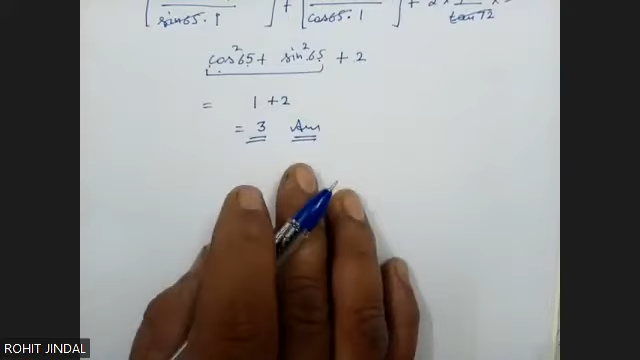 sin65·1 ] + [ cos65·1 ] + 2 × tan72 ×
cos²65 + sin²65 + 2
= 1 + 2
= 3 Ans
ROHIT JINDAL